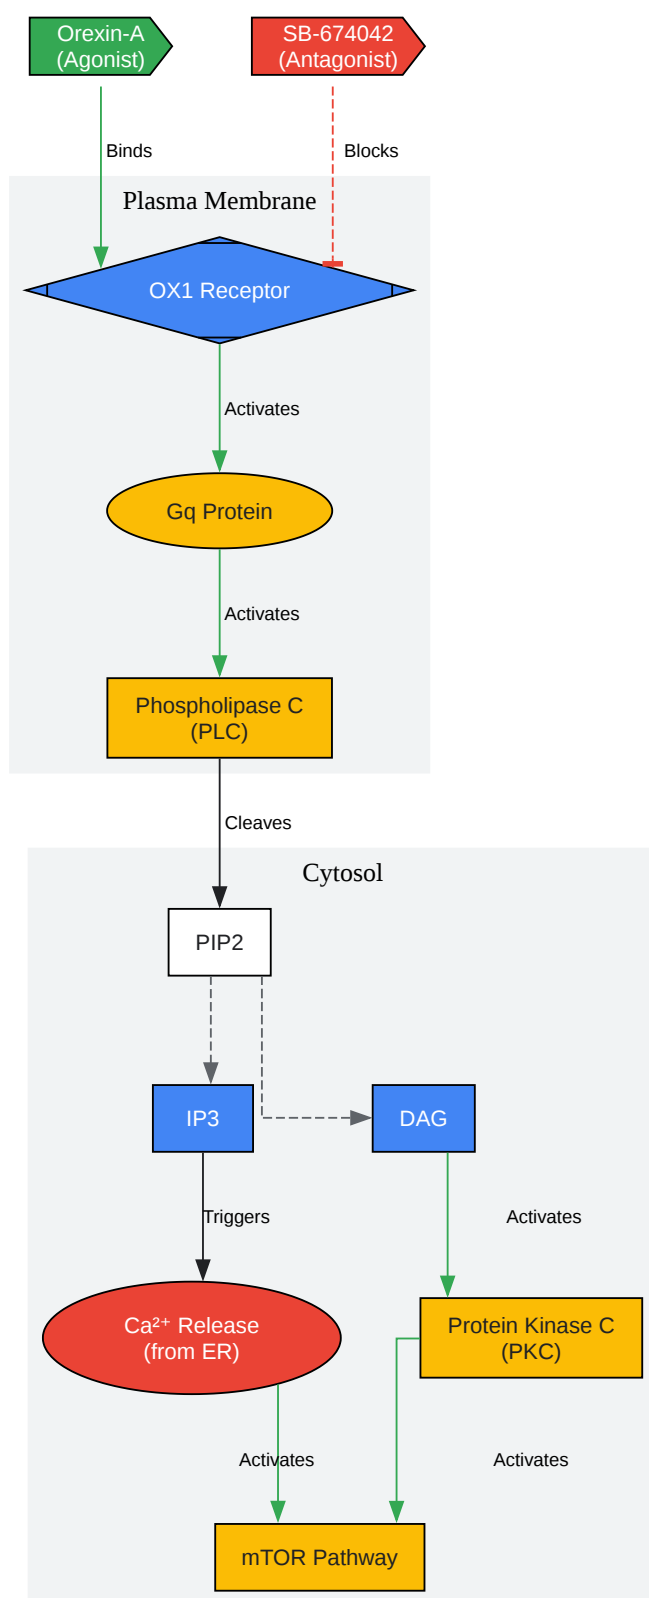 Orexin-A
(Agonist)
SB-674042
(Antagonist)
Binds
Blocks
Plasma Membrane
OX1 Receptor
Activates
Gq Protein
Activates
Phospholipase C
(PLC)
Cleaves
Cytosol
PIP2
IP3
DAG
Triggers
Activates
Ca²⁺ Release
(from ER)
Protein Kinase C
(PKC)
Activates
Activates
mTOR Pathway